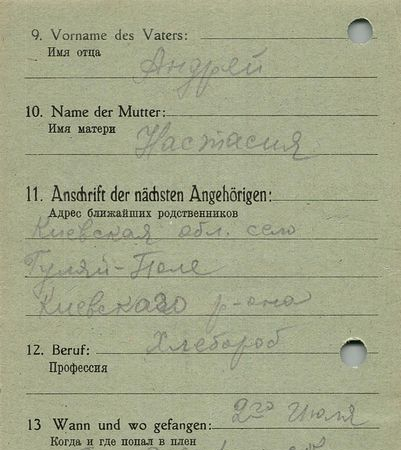 9. Vorname des Vaters:
Имя отца
Андрей
10. Name der Mutter:
Имя матери
Настасия
11. Anschrift der nächsten Angehörigen:
Адрес ближайших родственников
Киевская обл. село
Гуляй-Поле
Киевского р-она
12. Beruf:
Хлебороб
Профессия
13 Wann und wo gefangen:
2го Июля
Когда и где попал в плен